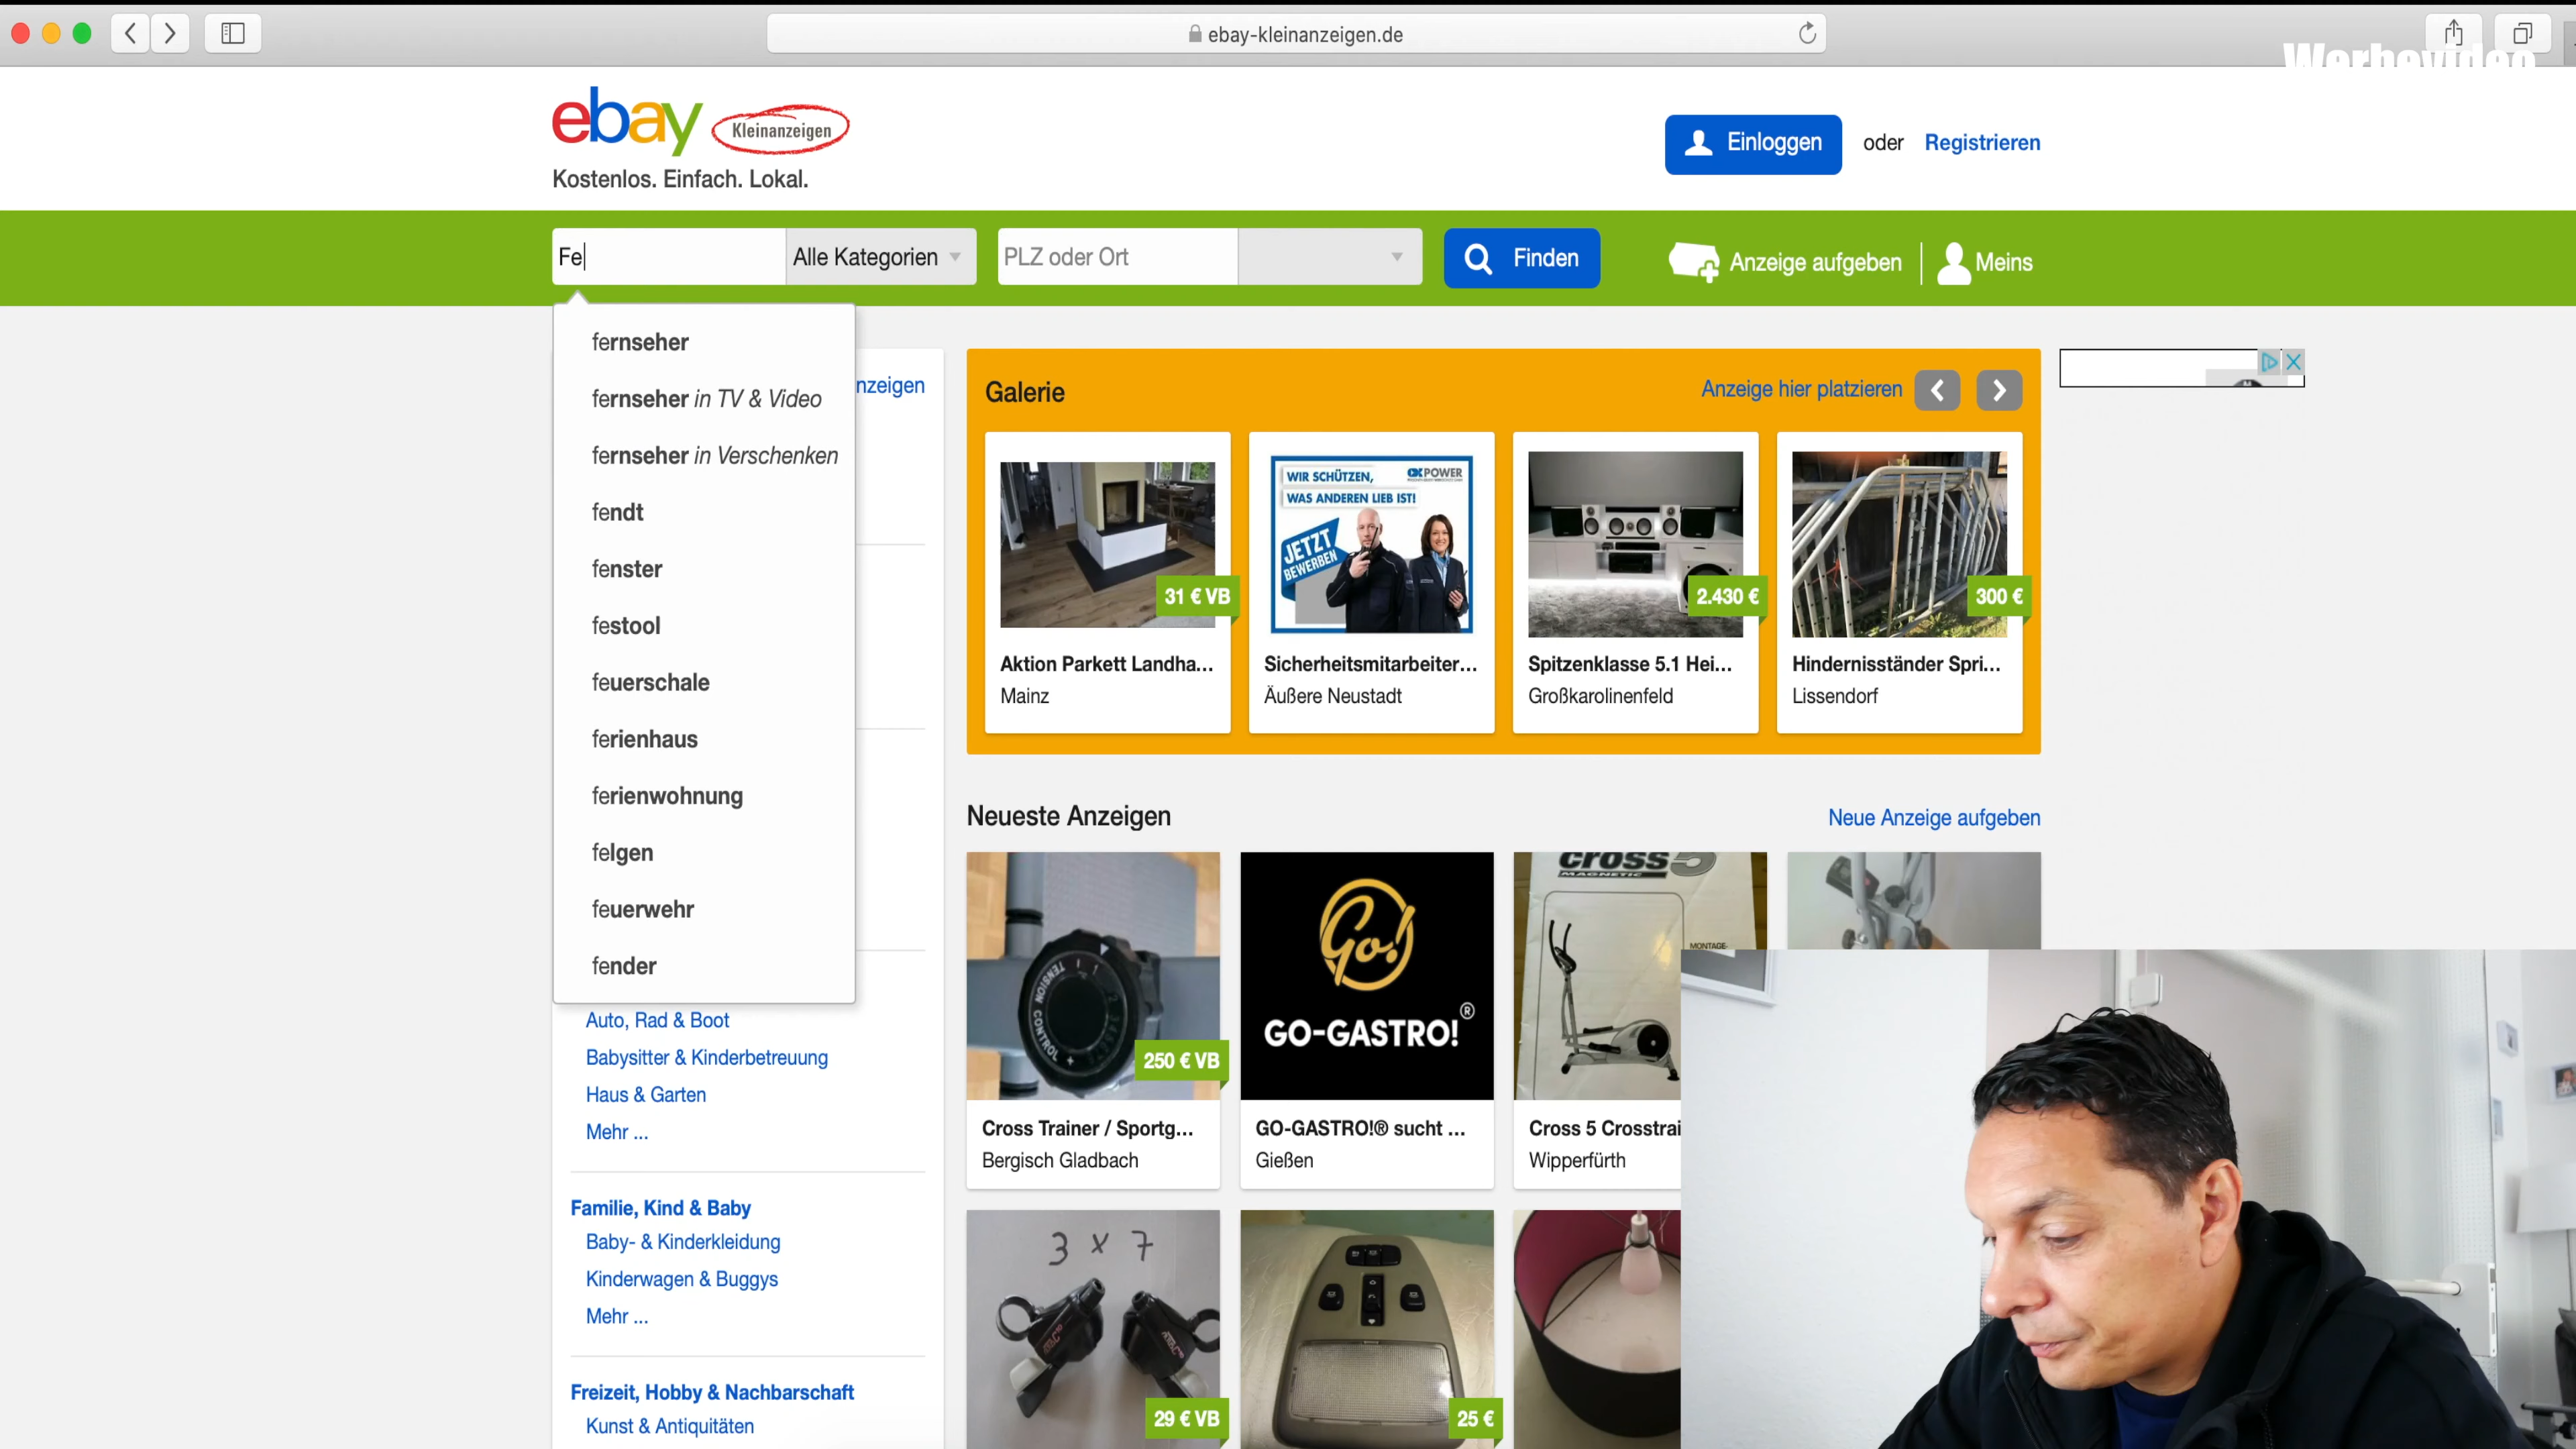 ebay-kleinanzeigen.de
Werbevideo
ebay Kleinanzeigen
Kostenlos. Einfach. Lokal.
Einloggen oder Registrieren
Fe
Alle Kategorien
PLZ oder Ort
Finden
Anzeige aufgeben
Meins
fernseher
fernseher in TV & Video
fernseher in Verschenken
fendt
fenster
festool
feuerschale
ferienhaus
ferienwohnung
felgen
feuerwehr
fender
nzeigen
Auto, Rad & Boot
Babysitter & Kinderbetreuung
Haus & Garten
Mehr ...
Familie, Kind & Baby
Baby- & Kinderkleidung
Kinderwagen & Buggys
Mehr ...
Freizeit, Hobby & Nachbarschaft
Kunst & Antiquitäten
Galerie
Anzeige hier platzieren
31 € VB
Aktion Parkett Landha...
Mainz
WIR SCHÜTZEN,
WAS ANDEREN LIEB IST!
POWER
JETZT
BEWERBEN
Sicherheitsmitarbeiter...
Äußere Neustadt
2.430 €
Spitzenklasse 5.1 Hei...
Großkarolinenfeld
300 €
Hindernisständer Spri...
Lissendorf
Neueste Anzeigen
Neue Anzeige aufgeben
TENSION
CONTROL
250 € VB
Cross Trainer / Sportg...
Bergisch Gladbach
Go!
GO-GASTRO!®
GO-GASTRO!® sucht ...
Gießen
cross 5
MAGNETIC
MONTAGE-
Cross 5 Crosstrai
Wipperfürth
3 x 7
29 € VB
25 €